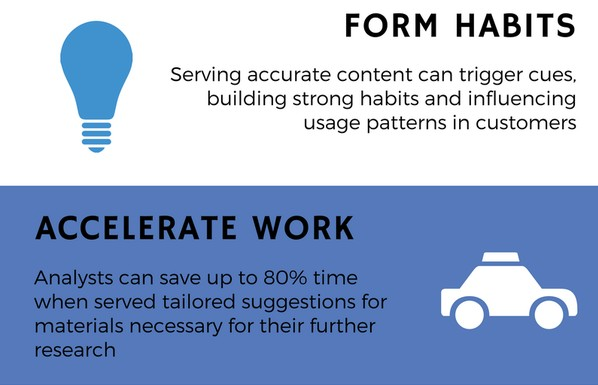 FORM HABITS
Serving accurate content can trigger cues,
building strong habits and influencing
usage patterns in customers
ACCELERATE WORK
Analysts can save up to 80% time
when served tailored suggestions for
materials necessary for their further
research